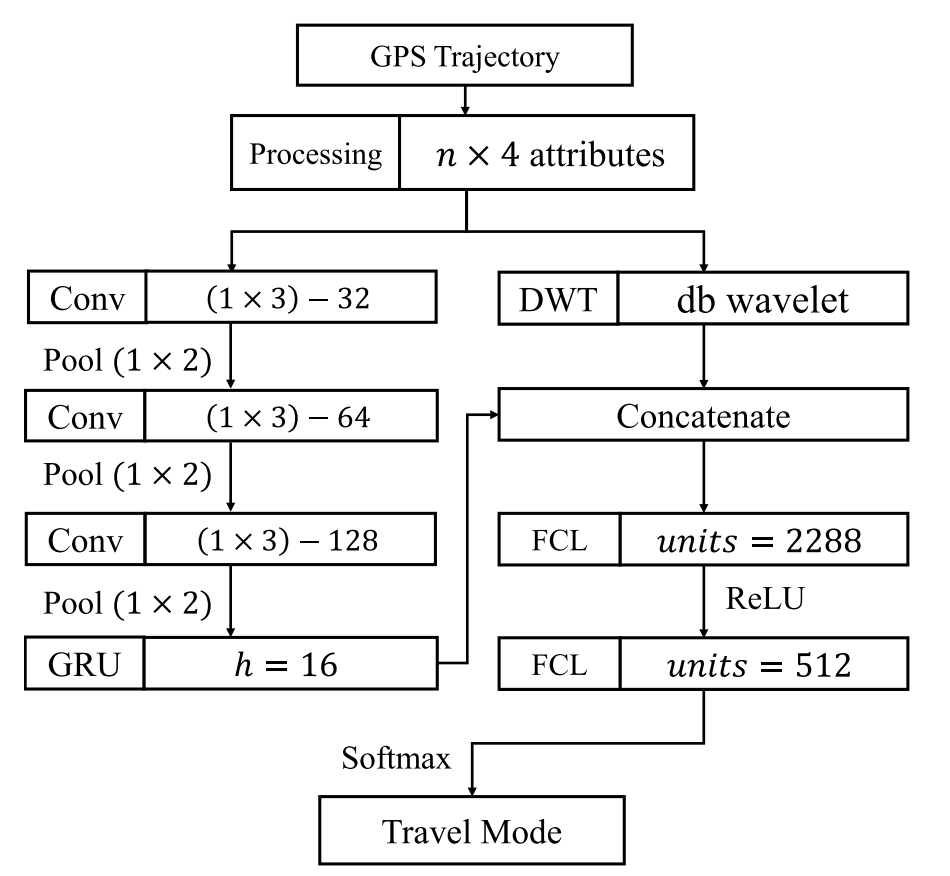 GPS Trajectory
Processing
n × 4 attributes
Conv
(1 × 3) − 32
Pool (1 × 2)
Conv
(1 × 3) − 64
Pool (1 × 2)
Conv
(1 × 3) − 128
Pool (1 × 2)
GRU
h = 16
DWT
db wavelet
Concatenate
FCL
units = 2288
ReLU
FCL
units = 512
Softmax
Travel Mode